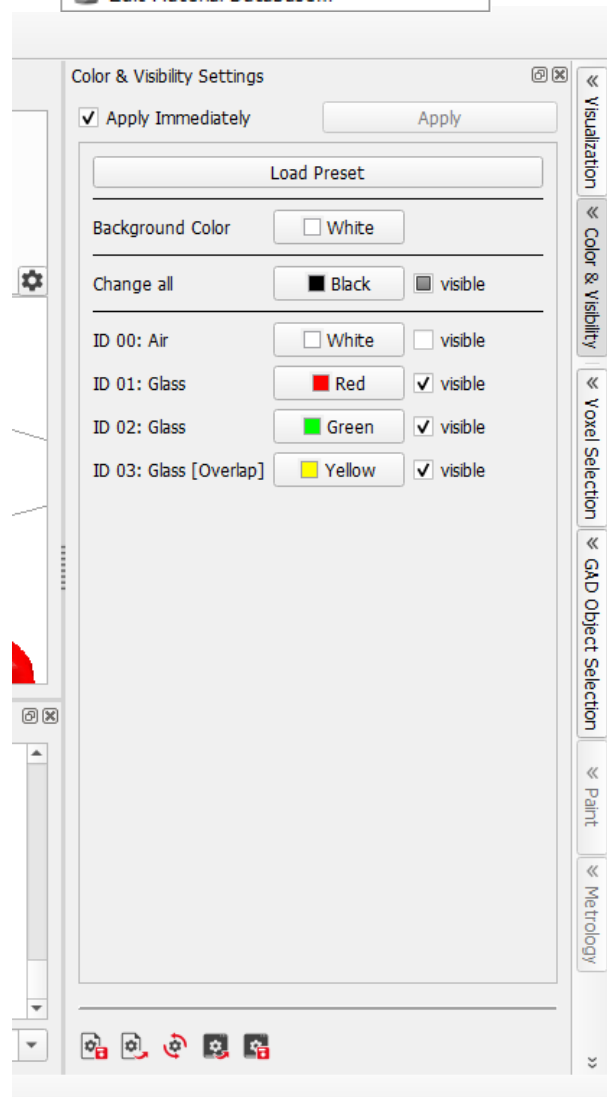 Color & Visibility Settings
Apply Immediately
Apply
Load Preset
Background Color
White
Change all
Black
visible
ID 00: Air
White
visible
ID 01: Glass
Red
visible
ID 02: Glass
Green
visible
ID 03: Glass [Overlap]
Yellow
visible
Visualization
Color & Visibility
Voxel Selection
GAD Object Selection
Paint
Metrology